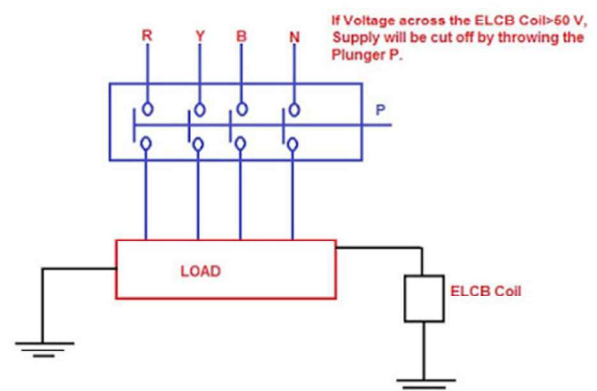 If Voltage across the ELCB Coil>50 V,
Supply will be cut off by throwing the
Plunger P.
R Y B N
P
LOAD
ELCB Coil